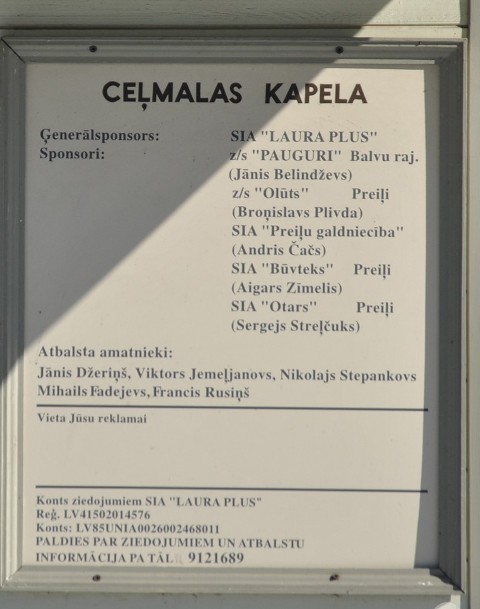 CEĻMALAS KAPELA
Ģenerālsponsors: SIA "LAURA PLUS"
Sponsori: z/s "PAUGURI" Balvu raj.
(Jānis Belindževs)
z/s "Olūts" Preiļi
(Broņislavs Plivda)
SIA "Preiļu galdniecība"
(Andris Čačs)
SIA "Būvteks" Preiļi
(Aigars Zīmelis)
SIA "Otars" Preiļi
(Sergejs Streļčuks)
Atbalsta amatnieki:
Jānis Džeriņš, Viktors Jemeļjanovs, Nikolajs Stepankovs
Mihails Fadejevs, Francis Rusiņš
Vieta Jūsu reklamai
Konts ziedojumiem SIA "LAURA PLUS"
Reģ. LV41502014576
Konts: LV85UNIA0026002468011
PALDIES PAR ZIEDOJUMIEM UN ATBALSTU
INFORMĀCIJA PA TĀL 9121689